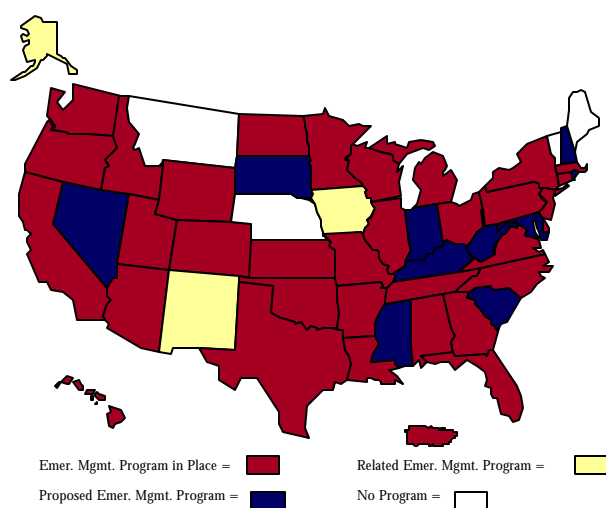 Emer. Mgmt. Program in Place =
Related Emer. Mgmt. Program =
Proposed Emer. Mgmt. Program =
No Program =